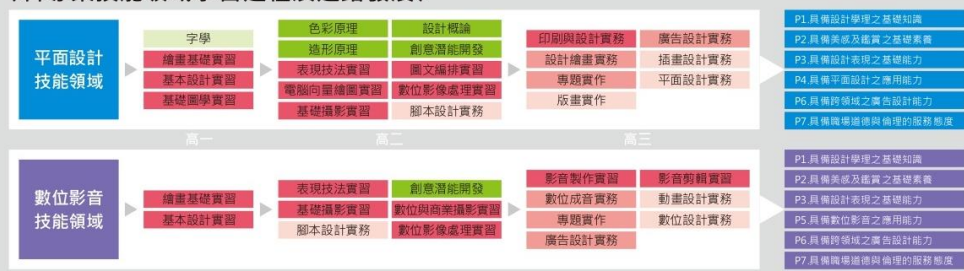 平面設計
技能領域
字學
繪畫基礎實習
基本設計實習
基礎圖學實習
色彩原理
設計概論
造形原理
創意潛能開發
表現技法實習
圖文編排實習
電腦向量繪圖實習
數位影像處理實習
基礎攝影實習
腳本設計實務
印刷與設計實務
廣告設計實務
設計繪畫實務
插畫設計實務
專題實作
平面設計實務
版畫實作
P1.具備設計學理之基礎知識
P2.具備美感及鑑賞之基礎素養
P3.具備設計表現之基礎能力
P4.具備平面設計之應用能力
P6.具備跨領域之廣告設計能力
P7.具備職場道德與倫理的服務態度
高一
高二
高三
數位影音
技能領域
繪畫基礎實習
基本設計實習
表現技法實習
創意潛能開發
基礎攝影實習
數位與商業攝影實習
腳本設計實務
數位影像處理實習
影音製作實習
影音剪輯實習
數位成音實務
動畫設計實務
專題實作
數位設計實務
廣告設計實務
P1.具備設計學理之基礎知識
P2.具備美感及鑑賞之基礎素養
P3.具備設計表現之基礎能力
P5.具備數位影音之應用能力
P6.具備跨領域之廣告設計能力
P7.具備職場道德與倫理的服務態度